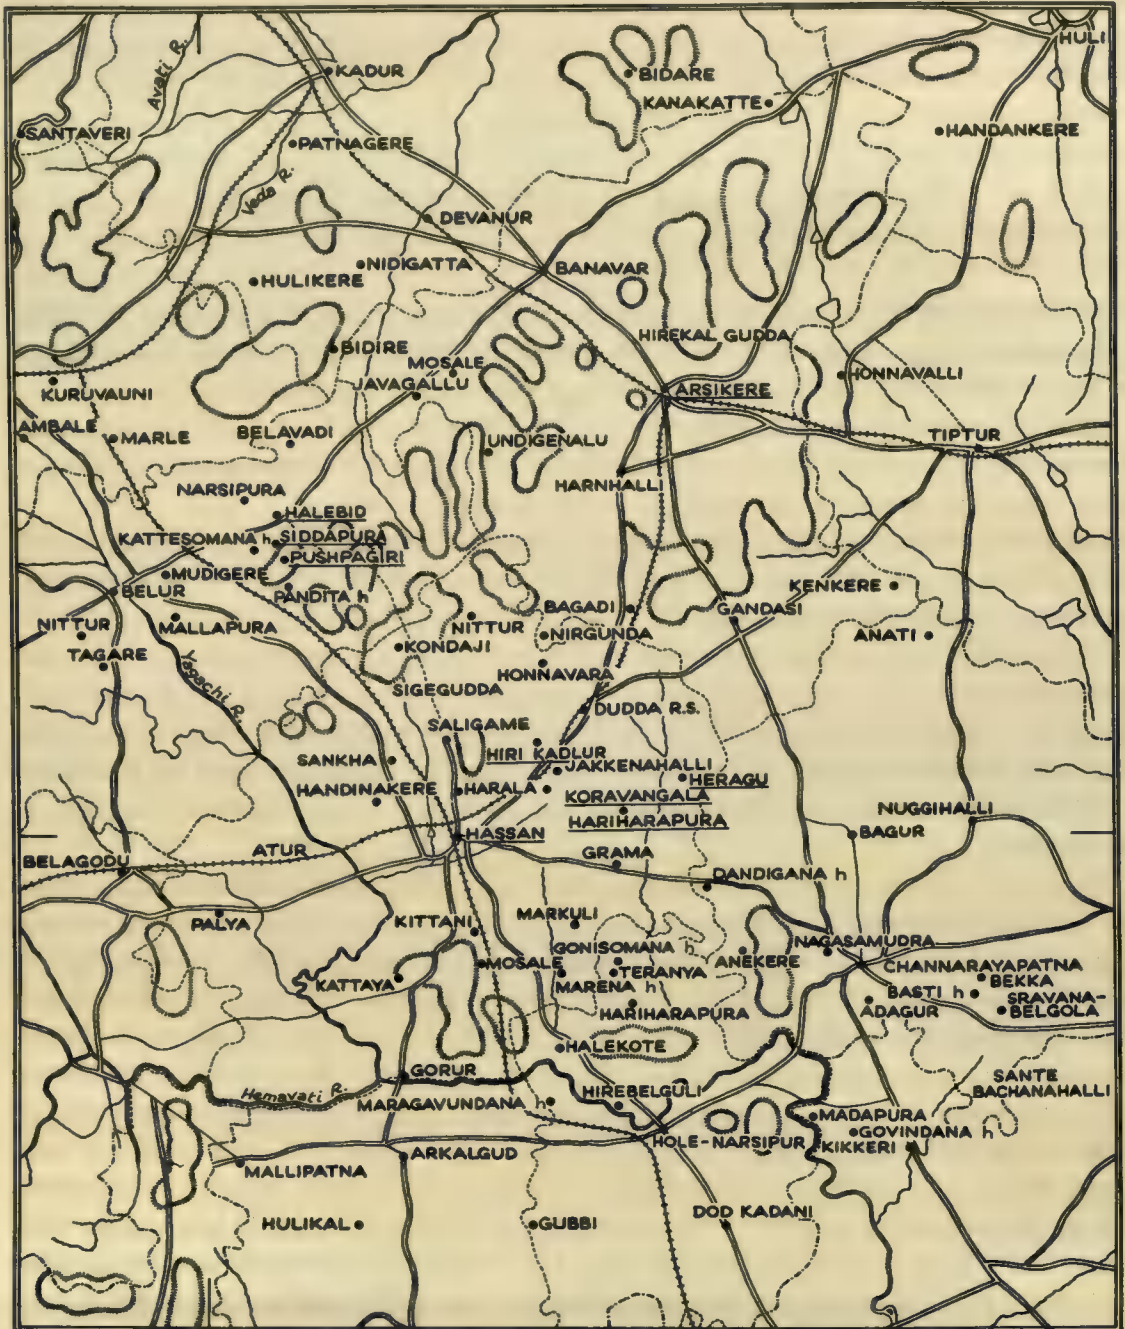 HULI
KADUR
BIDARE
Avati R.
KANAKATTE
SANTAVERI
HANDANKERE
PATNAGERE
Veda R.
DEVANUR
NIDIGATTA
BANAVAR
HULIKERE
HIREKAL GUDDA
BIDIRE
MOSALE
HONNAVALLI
KURUVAUNI
JAVAGALLU
ARSIKERE
AMBALE
MARLE
BELAVADI
UNDIGENALU
TIPTUR
HARNHALLI
NARSIPURA
HALEBID
KATTESOMANA h
SIDDAPURA
PUSHPAGIRI
MUDIGERE
BELUR
PANDITA h
KENKERE
BAGADI
GANDASI
NITTUR
MALLAPURA
NITTUR
NIRGUNDA
ANATI
TAGARE
KONDAJI
HONNAVARA
Yagachi R.
SIGEGUDDA
DUDDA R.S.
SALIGAME
HIRI KADLUR
SANKHA
JAKKENAHALLI
HERAGU
HANDINAKERE
HARALA
KORAVANGALA
NUGGIHALLI
HARIHARAPURA
HASSAN
BAGUR
ATUR
BELAGODU
GRAMA
DANDIGANA h
PALYA
KITTANI
MARKULI
NAGASAMUDRA
GONISOMANA h
ANEKERE
MOSALE
TERANYA
CHANNARAYAPATNA
KATTAYA
MARENA h
BEKKA
BASTI h
ADAGUR
SRAVANA-
BELGOLA
HARIHARAPURA
HALEKOTE
GORUR
SANTE
BACHANAHALLI
Hemavati R.
MARAGAVUNDANA h
HIREBELGULI
MADAPURA
GOVINDANA h
HOLE-NARSIPUR
KIKKERI
ARKALGUD
MALLIPATNA
HULIKAL
GUBBI
DOD KADANI